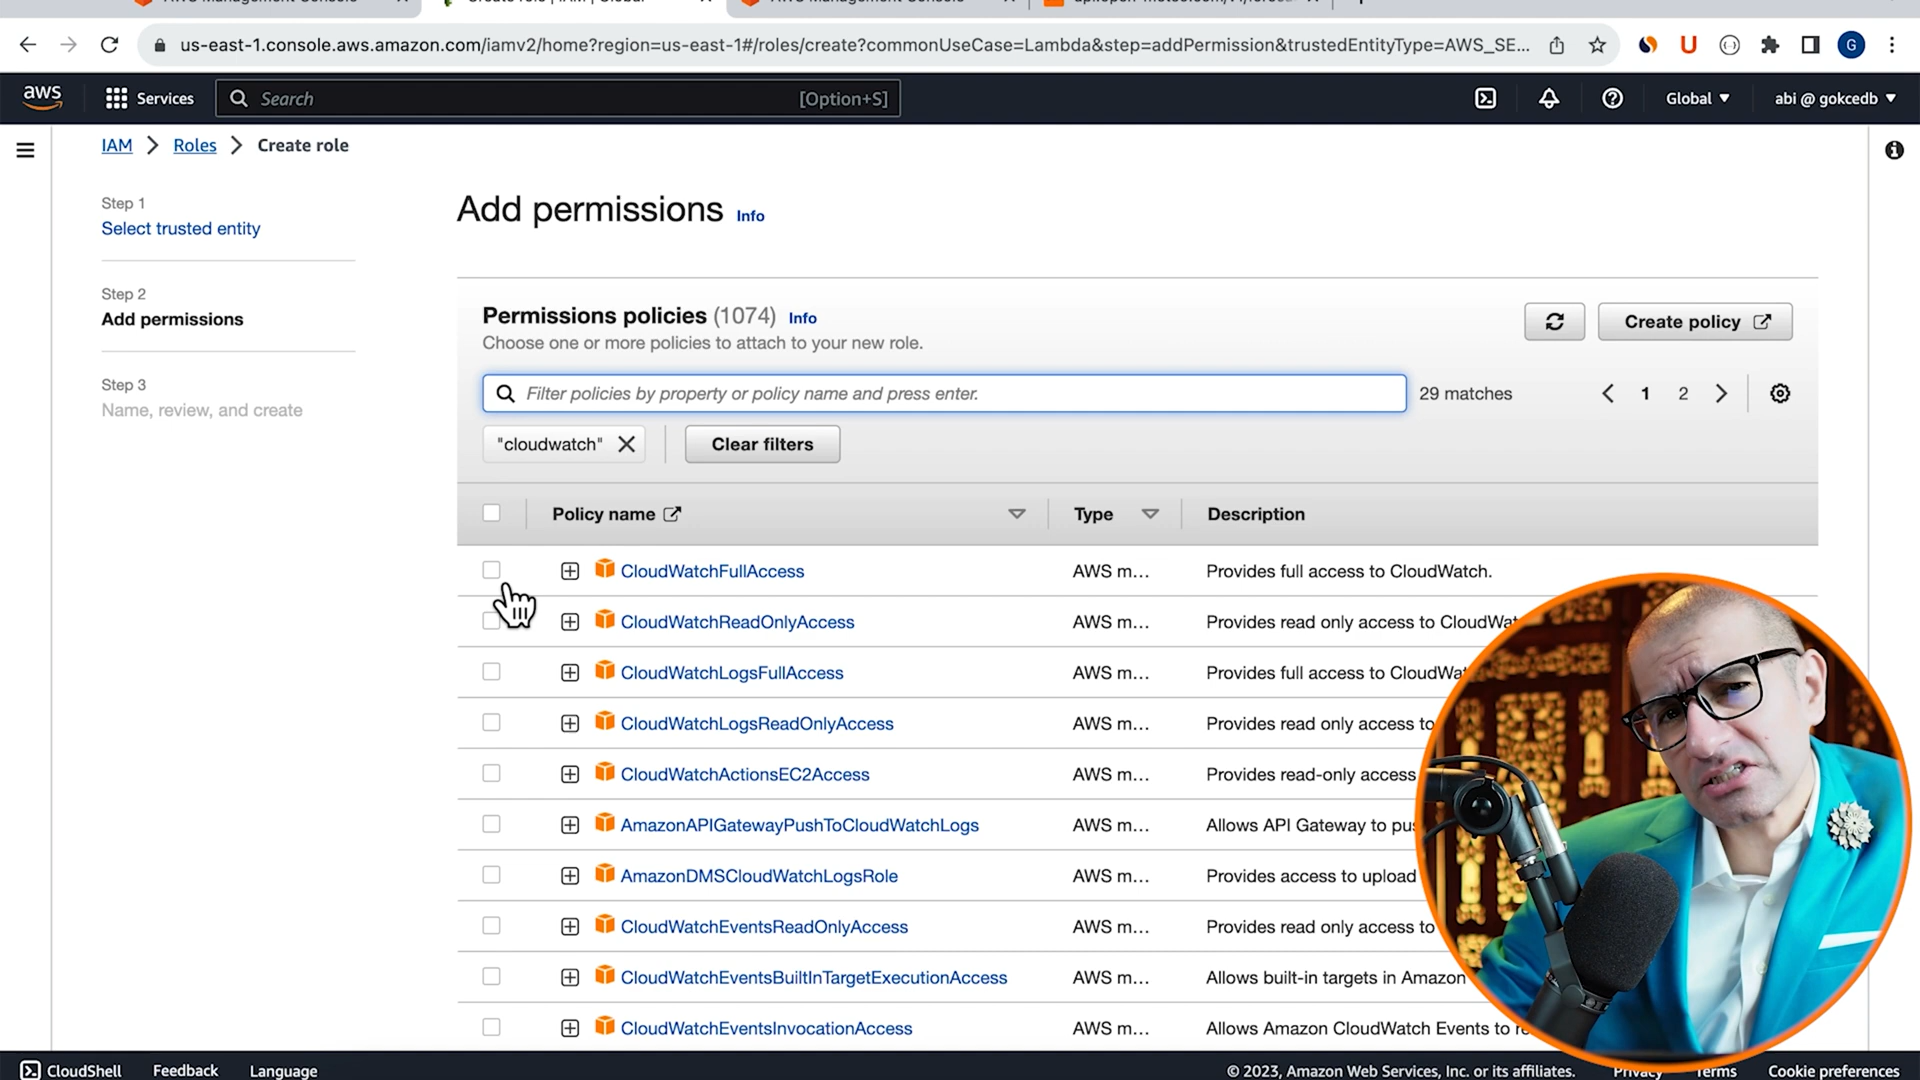 us-east-1.console.aws.amazon.com/iamv2/home?region=us-east-1#/roles/create?commonUseCase=Lambda&step=addPermission&trustedEntityType=AWS_SE...
G
aws
Services
Search
[Option+S]
Global
abi @ gokcedb
IAM
Roles
Create role
Step 1
Select trusted entity
Step 2
Add permissions
Step 3
Name, review, and create
Add permissions
Info
Permissions policies (1074)
Info
Choose one or more policies to attach to your new role.
Create policy
Filter policies by property or policy name and press enter.
29 matches
1
2
"cloudwatch"
Clear filters
Policy name
Type
Description
CloudWatchFullAccess
AWS m...
Provides full access to CloudWatch.
CloudWatchReadOnlyAccess
AWS m...
Provides read only access to
CloudWatchLogsFullAccess
AWS m...
Provides full access to
CloudWatchLogsReadOnlyAccess
AWS m...
Provides read only access to
CloudWatchActionsEC2Access
AWS m...
Provides read-only access
AmazonAPIGatewayPushToCloudWatchLogs
AWS m...
Allows API Gateway to
AmazonDMSCloudWatchLogsRole
AWS m...
Provides access to upload
CloudWatchEventsReadOnlyAccess
AWS m...
Provides read only access to
CloudWatchEventsBuiltInTargetExecutionAccess
AWS m...
Allows built-in targets in Amazon
CloudWatchEventsInvocationAccess
AWS m...
Allows Amazon CloudWatch Events to
CloudShell
Feedback
Language
© 2023, Amazon Web Services, Inc. or its affiliates.
Privacy
Terms
Cookie preferences